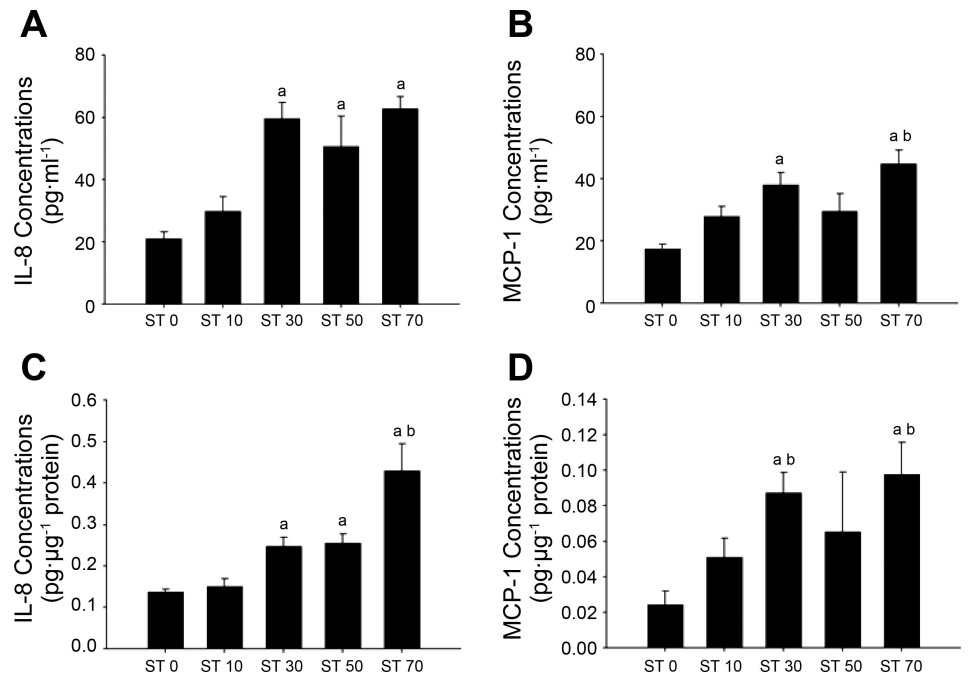 A
IL-8 Concentrations
(pg·ml-1)
80
60
40
20
0
a
a
a
ST 0 ST 10 ST 30 ST 50 ST 70
B
MCP-1 Concentrations
(pg·ml-1)
80
60
40
20
0
a
a b
ST 0 ST 10 ST 30 ST 50 ST 70
C
IL-8 Concentrations
(pg·µg-1 protein)
0.6
0.5
0.4
0.3
0.2
0.1
0.0
a
a
a b
ST 0 ST 10 ST 30 ST 50 ST 70
D
MCP-1 Concentrations
(pg·µg-1 protein)
0.14
0.12
0.10
0.08
0.06
0.04
0.02
0.00
a b
a b
ST 0 ST 10 ST 30 ST 50 ST 70